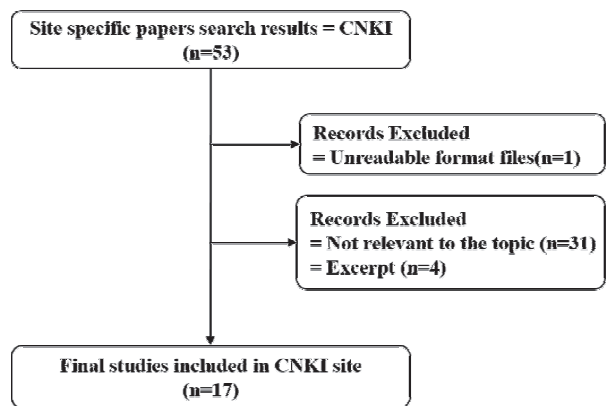 Site specific papers search results = CNKI
(n=53)
Records Excluded
= Unreadable format files(n=1)
Records Excluded
= Not relevant to the topic (n=31)
= Excerpt (n=4)
Final studies included in CNKI site
(n=17)